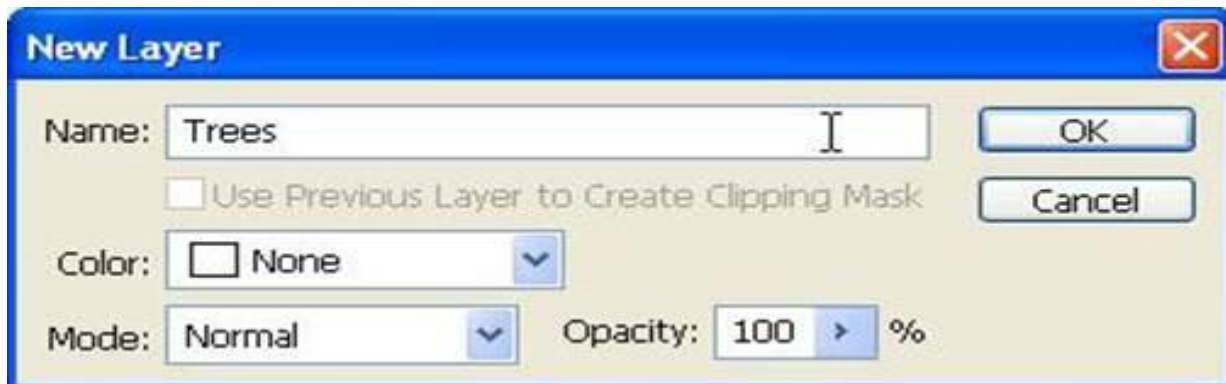 New Layer
Name: Trees OK
Use Previous Layer to Create Clipping Mask Cancel
Color: None
Mode: Normal Opacity: 100 %